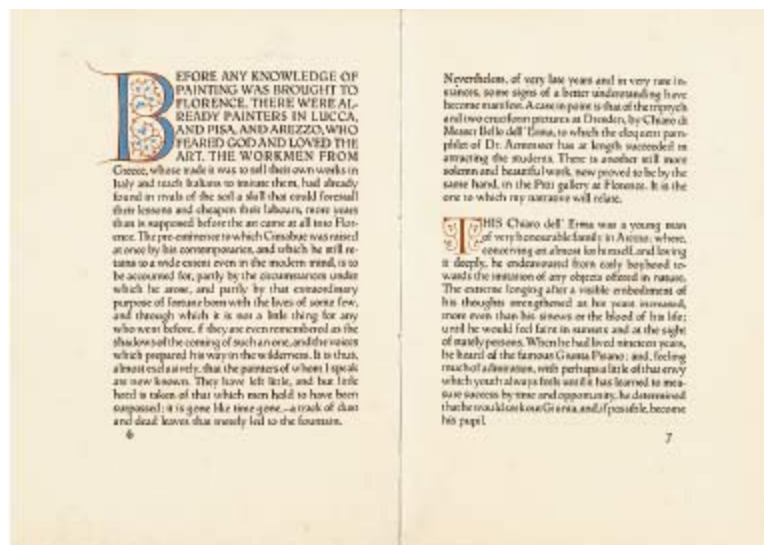 BEFORE ANY KNOWLEDGE OF
PAINTING WAS BROUGHT TO
FLORENCE, THERE WERE AL-
READY PAINTERS IN LUCCA,
AND PISA, AND AREZZO, WHO
FEARED GOD AND LOVED THE
ART. THE WORKMEN FROM
Greece, whose trade it was to sell their own works in
Italy and teach Italians to imitate them, had already
found in rivals of the soil a skill that could forestall
their lessons and cheapen their labours, more years
than is supposed before the art came at all into Flor-
ence. The pre-eminence to which Cimabue was raised
at once by his contemporaries, and which he still re-
tains to a wide extent even in the modern mind, is to
be accounted for, partly by the circumstances under
which he arose, and partly by that extraordinary
purpose of fortune born with the lives of some few,
and through which it is not a little thing for any
who went before, if they are even remembered as the
shadows of the coming of such an one, and the voices
which prepared his way in the wilderness. It is thus,
almost exclusively, that the painters of whom I speak
are now known. They have left little, and but little
heed is taken of that which men hold to have been
surpassed; it is gone like time gone,—a track of dust
and dead leaves that merely led to the fountain.
6
Nevertheless, of very late years and in very rare in-
stances, some signs of a better understanding have
become manifest. A case in point is that of the triptych
and two cruciform pictures at Dresden, by Chiaro di
Messer Bello dell' Erma, to which the eloquent pam-
phlet of Dr. Aemmster has at length succeeded in
attracting the students. There is another still more
solemn and beautiful work, now proved to be by the
same hand, in the Pitti gallery at Florence. It is the
one to which my narrative will relate.
THIS Chiaro dell' Erma was a young man
of very honourable family in Arezzo; where,
conceiving art almost for himself, and loving
it deeply, he endeavoured from early boyhood to-
wards the imitation of any objects offered in nature.
The extreme longing after a visible embodiment of
his thoughts strengthened as his years increased,
more even than his sinews or the blood of his life;
until he would feel faint in sunsets and at the sight
of stately persons. When he had lived nineteen years,
he heard of the famous Giunta Pisano; and, feeling
much of admiration, with perhaps a little of that envy
which youth always feels until it has learned to mea-
sure success by time and opportunity, he determined
that he would seek out Giunta, and, if possible, become
his pupil.
7